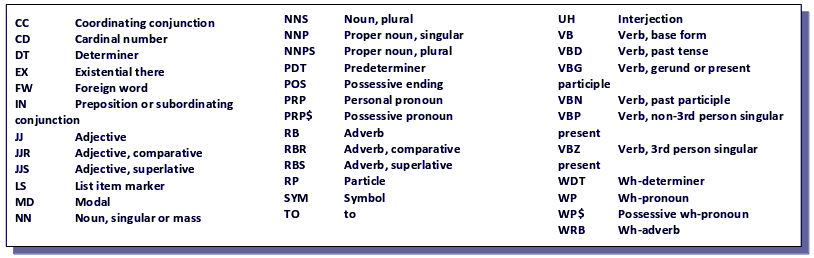 CC Coordinating conjunction
CD Cardinal number
DT Determiner
EX Existential there
FW Foreign word
IN Preposition or subordinating
conjunction
JJ Adjective
JJR Adjective, comparative
JJS Adjective, superlative
LS List item marker
MD Modal
NN Noun, singular or mass
NNS Noun, plural
NNP Proper noun, singular
NNPS Proper noun, plural
PDT Predeterminer
POS Possessive ending
PRP Personal pronoun
PRP$ Possessive pronoun
RB Adverb
RBR Adverb, comparative
RBS Adverb, superlative
RP Particle
SYM Symbol
TO to
UH Interjection
VB Verb, base form
VBD Verb, past tense
VBG Verb, gerund or present
participle
VBN Verb, past participle
VBP Verb, non-3rd person singular
present
VBZ Verb, 3rd person singular
present
WDT Wh-determiner
WP Wh-pronoun
WP$ Possessive wh-pronoun
WRB Wh-adverb